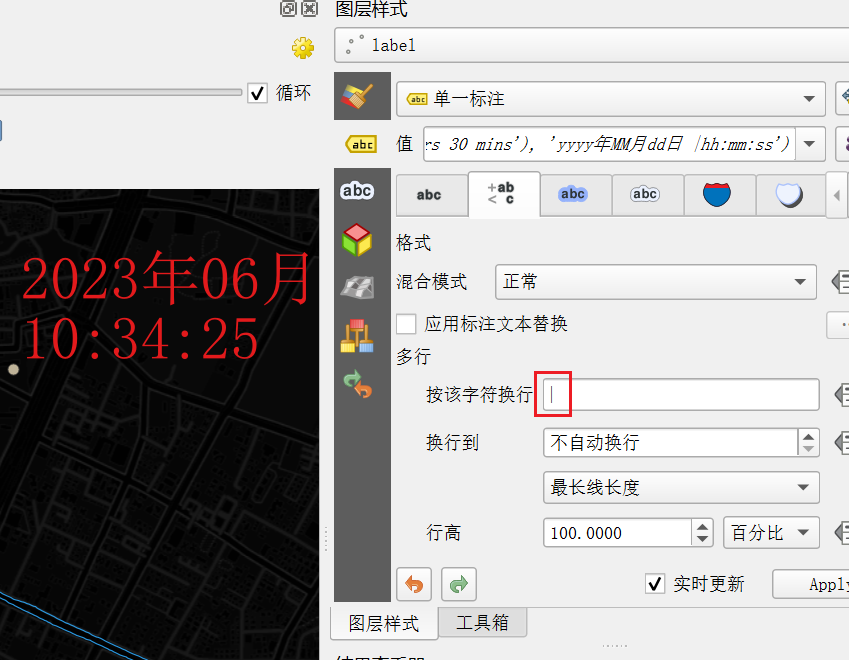 图层样式
label
循环
abc 单一标注
abc 值 rs 30 mins'), 'yyyy年MM月dd日 |hh:mm:ss')
abc abc +ab < c abc abc
格式
混合模式 正常
应用标注文本替换
多行
按该字符换行 |
换行到 不自动换行
最长线长度
行高 100.0000 百分比
实时更新 Apply
图层样式 工具箱
2023年06月
10:34:25